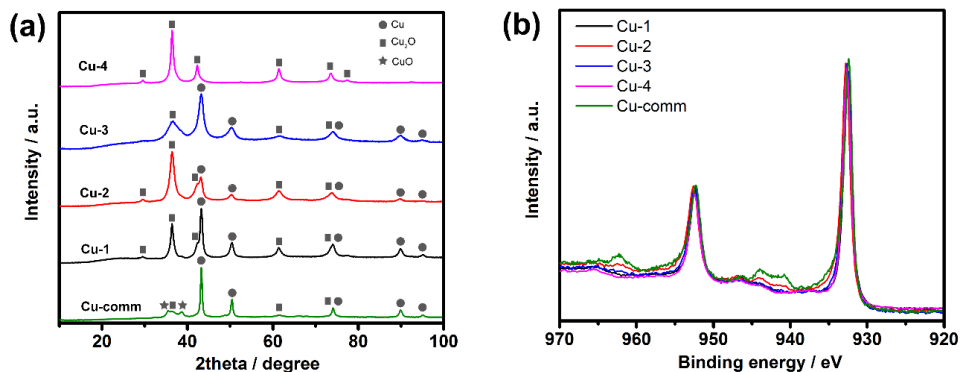 (a)
Cu
Cu₂O
CuO
Cu-4
Cu-3
Cu-2
Cu-1
Cu-comm
Intensity / a.u.
20 40 60 80 100
2theta / degree
(b)
Cu-1
Cu-2
Cu-3
Cu-4
Cu-comm
Intensity / a.u.
970 960 950 940 930 920
Binding energy / eV